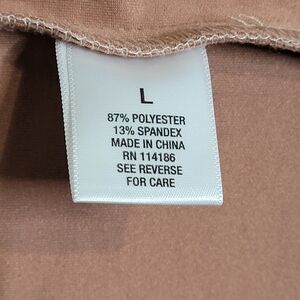 L
87% POLYESTER
13% SPANDEX
MADE IN CHINA
RN 114186
SEE REVERSE
FOR CARE